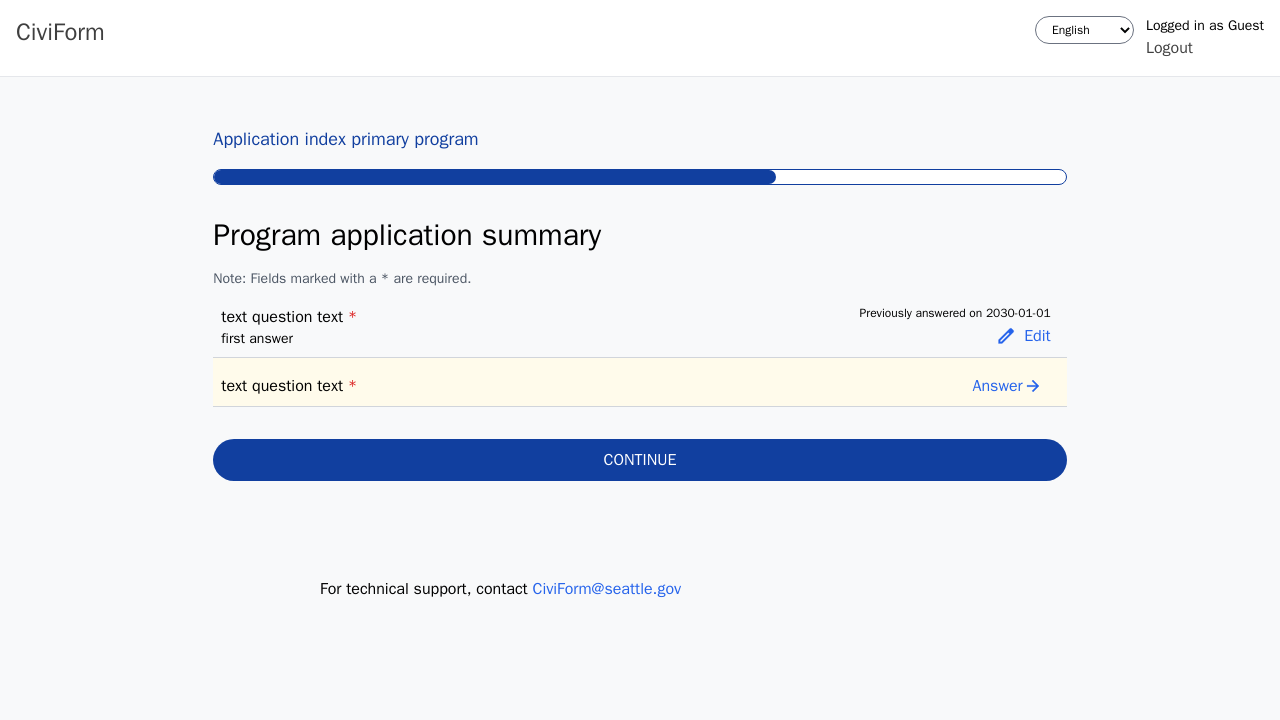 CiviForm
English
Logged in as Guest
Logout
Application index primary program
Program application summary
Note: Fields marked with a * are required.
text question text *
first answer
Previously answered on 2030-01-01
Edit
text question text *
Answer
CONTINUE
For technical support, contact CiviForm@seattle.gov